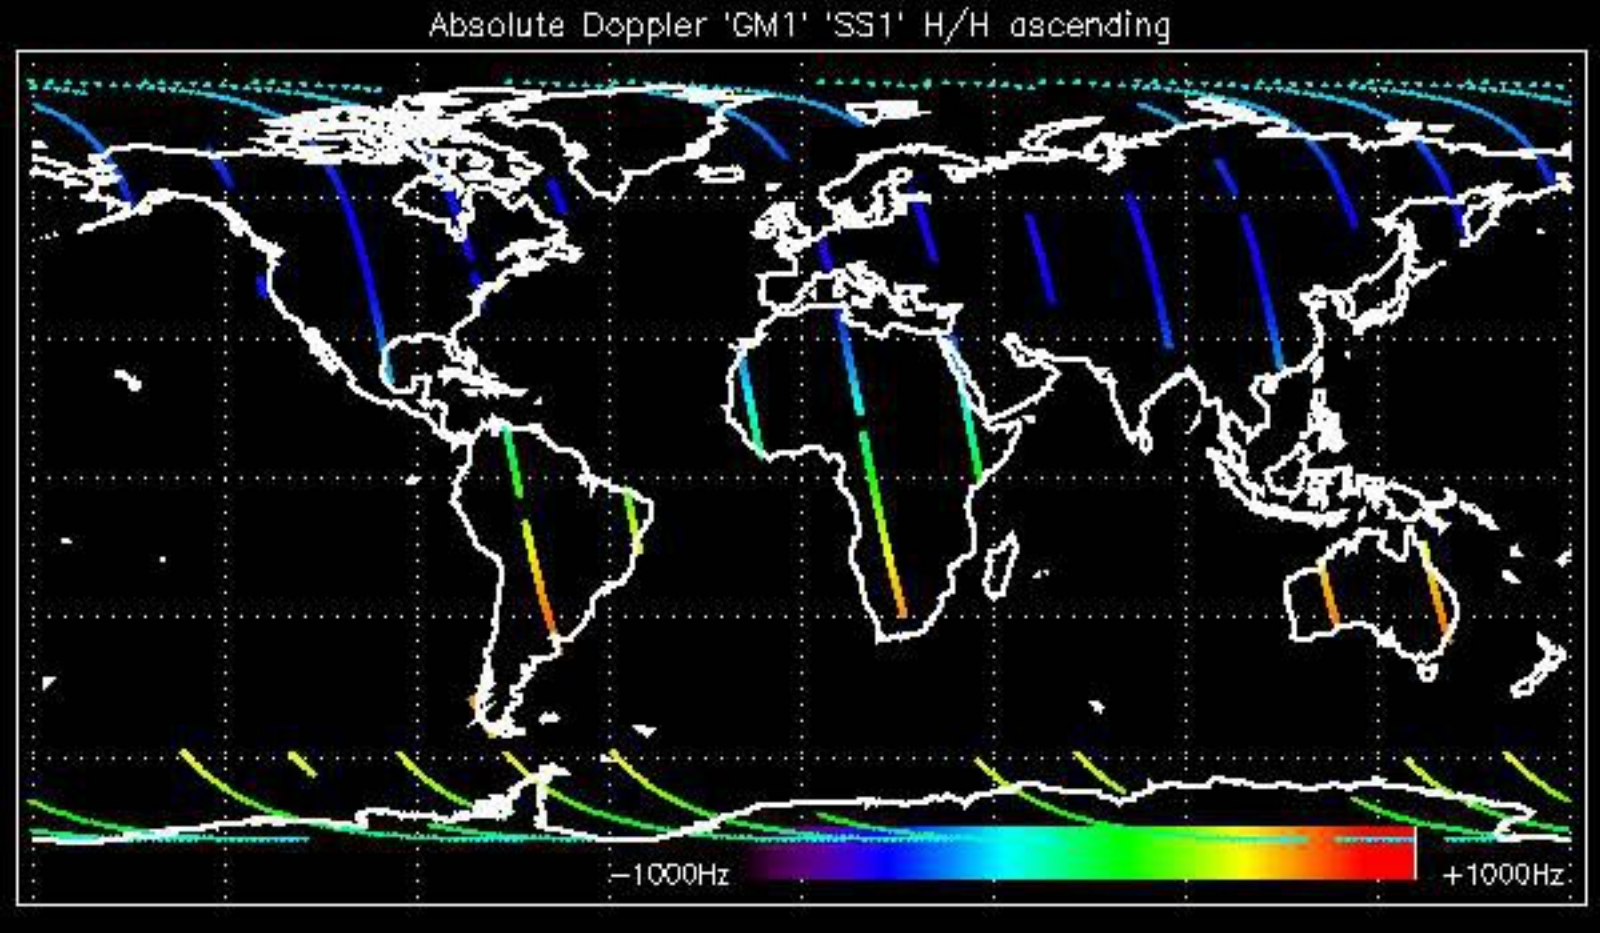 Absolute Doppler 'GM1' 'SS1' H/H ascending
−1000Hz +1000Hz